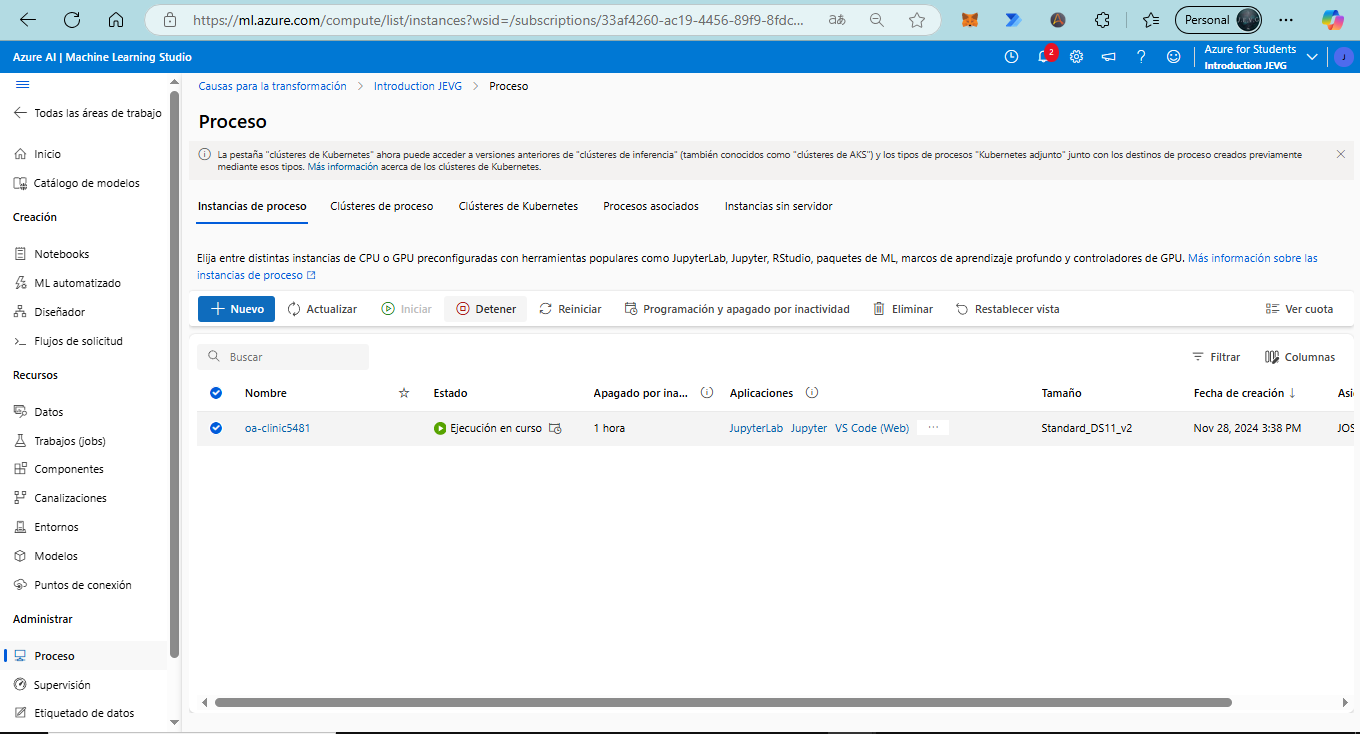 https://ml.azure.com/compute/list/instances?wsid=/subscriptions/33af4260-ac19-4456-89f9-8fdc...
aあ
Personal
Azure AI | Machine Learning Studio
2
Azure for Students
Introduction JEVG
J
Todas las áreas de trabajo
Inicio
Catálogo de modelos
Creación
Notebooks
ML automatizado
Diseñador
Flujos de solicitud
Recursos
Datos
Trabajos (jobs)
Componentes
Canalizaciones
Entornos
Modelos
Puntos de conexión
Administrar
Proceso
Supervisión
Etiquetado de datos
Causas para la transformación > Introduction JEVG > Proceso
Proceso
La pestaña "clústeres de Kubernetes" ahora puede acceder a versiones anteriores de "clústeres de inferencia" (también conocidos como "clústeres de AKS") y los tipos de procesos "Kubernetes adjunto" junto con los destinos de proceso creados previamente
mediante esos tipos. Más información acerca de los clústeres de Kubernetes.
Instancias de proceso Clústeres de proceso Clústeres de Kubernetes Procesos asociados Instancias sin servidor
Elija entre distintas instancias de CPU o GPU preconfiguradas con herramientas populares como JupyterLab, Jupyter, RStudio, paquetes de ML, marcos de aprendizaje profundo y controladores de GPU. Más información sobre las
instancias de proceso
Nuevo Actualizar Iniciar Detener Reiniciar Programación y apagado por inactividad Eliminar Restablecer vista Ver cuota
Buscar Filtrar Columnas
Nombre Estado Apagado por ina... Aplicaciones Tamaño Fecha de creación ↓ Asi
oa-clinic5481 Ejecución en curso 1 hora JupyterLab Jupyter VS Code (Web) ... Standard_DS11_v2 Nov 28, 2024 3:38 PM JOS